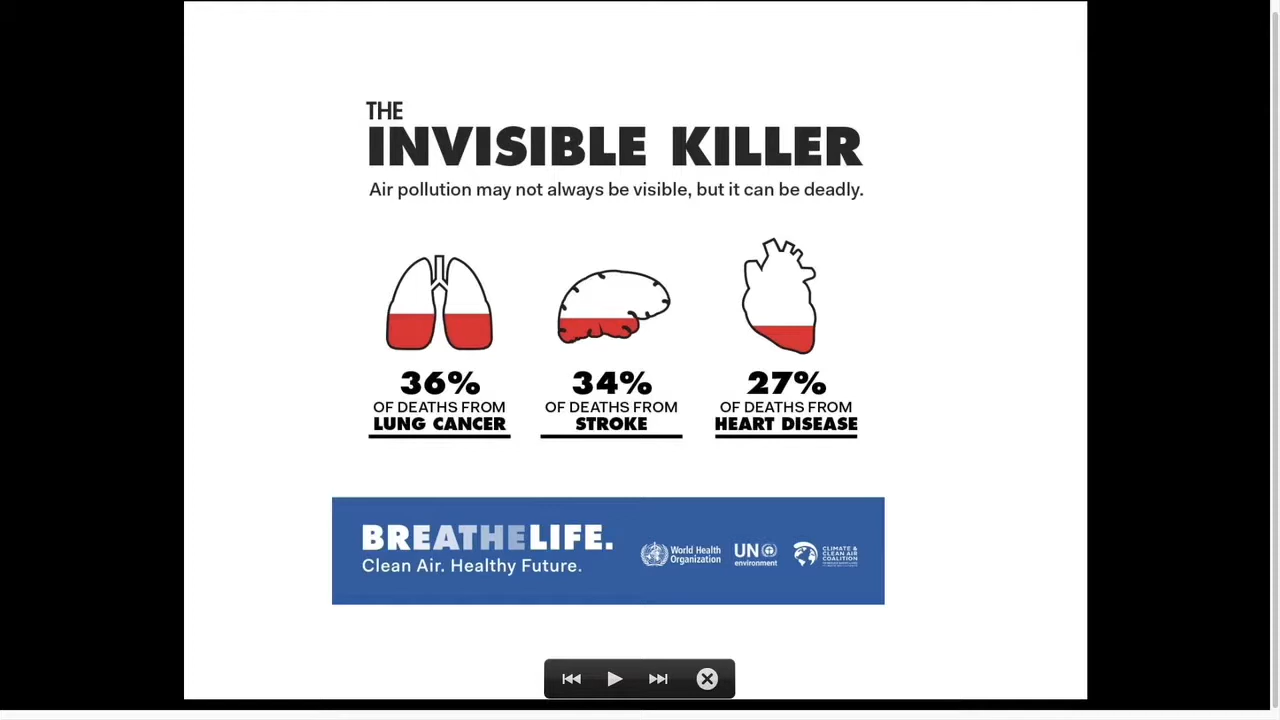 THE
INVISIBLE KILLER
Air pollution may not always be visible, but it can be deadly.
36%
OF DEATHS FROM
LUNG CANCER
34%
OF DEATHS FROM
STROKE
27%
OF DEATHS FROM
HEART DISEASE
BREATHELIFE.
Clean Air. Healthy Future.
World Health
Organization
UN
environment
CLIMATE &
CLEAN AIR
COALITION